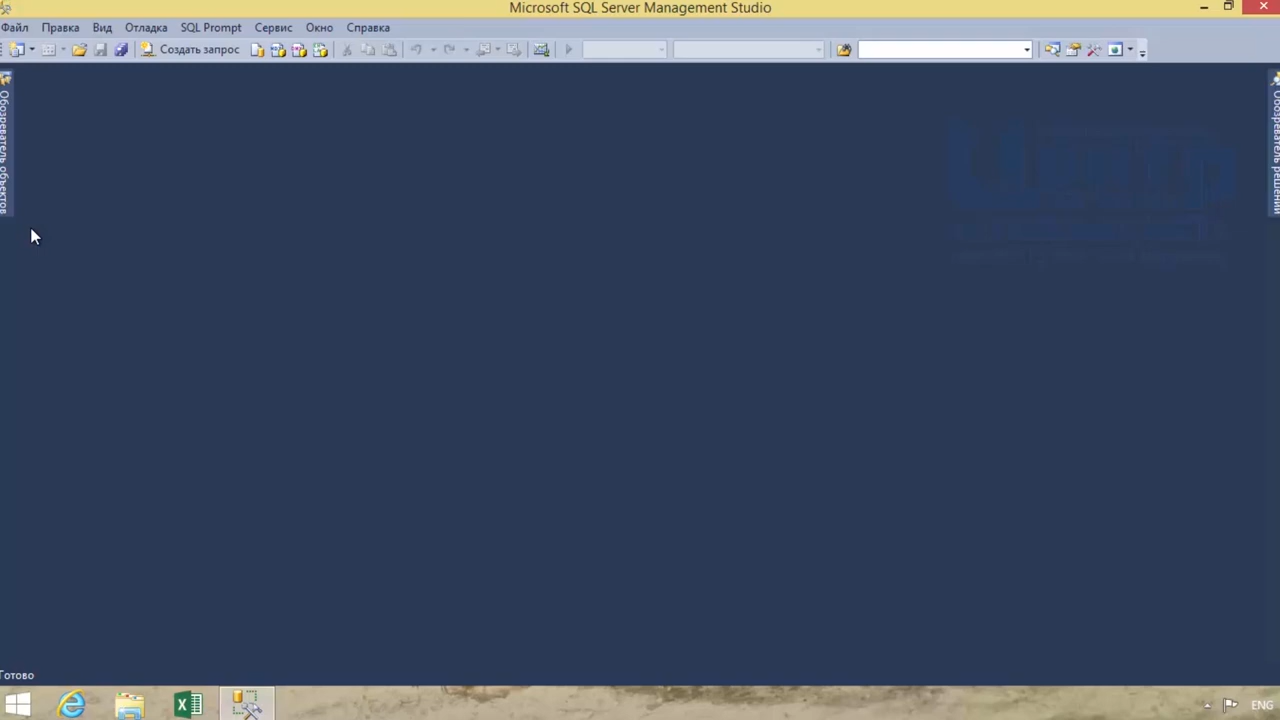 Microsoft SQL Server Management Studio
Файл Правка Вид Отладка SQL Prompt Сервис Окно Справка
Создать запрос
Обозреватель объектов
Обозреватель решений
Центр
Готово
ENG